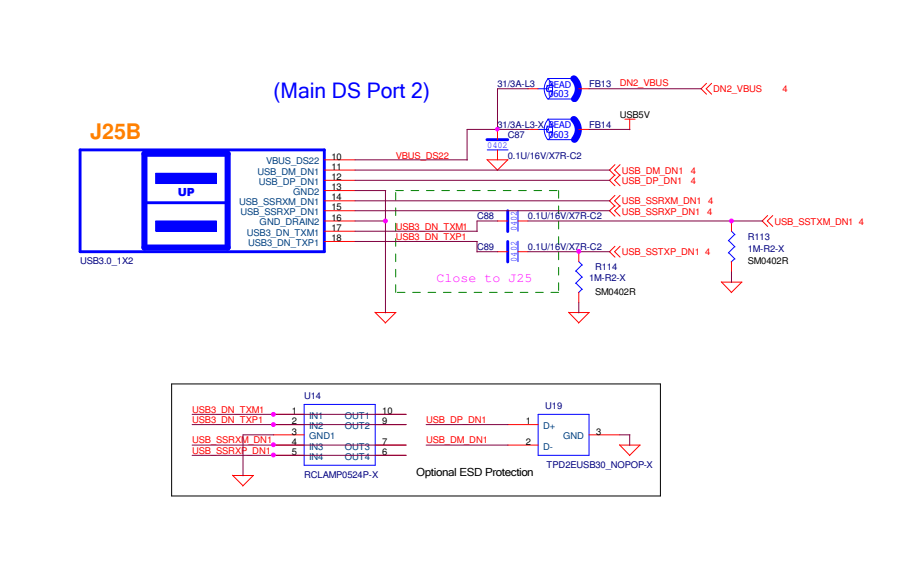 (Main DS Port 2)
J25B
UP
USB3.0_1X2
VBUS_DS22 10 VBUS_DS22
USB_DM_DN1 11 USB_DM_DN1 4
USB_DP_DN1 12 USB_DP_DN1 4
GND2 13
USB_SSRXM_DN1 14 USB_SSRXM_DN1 4
USB_SSRXP_DN1 15 USB_SSRXP_DN1 4
GND_DRAIN2 16
USB3_DN_TXM1 17 USB3_DN_TXM1
USB3_DN_TXP1 18 USB3_DN_TXP1
31/3A-L3 BEAD 0603 FB13 DN2_VBUS DN2_VBUS 4
31/3A-L3-X BEAD 0603 FB14 USB5V
C87
0402
0.1U/16V/X7R-C2
C88 0402 0.1U/16V/X7R-C2 USB_SSTXM_DN1 4
C89 0402 0.1U/16V/X7R-C2 USB_SSTXP_DN1 4
R113
1M-R2-X
SM0402R
R114
1M-R2-X
SM0402R
Close to J25
U14
USB3_DN_TXM1 1 IN1 OUT1 10
USB3_DN_TXP1 2 IN2 OUT2 9
3 GND1
USB_SSRXM_DN1 4 IN3 OUT3 7
USB_SSRXP_DN1 5 IN4 OUT4 6
RCLAMP0524P-X
U19
USB_DP_DN1 1 D+
GND 3
USB_DM_DN1 2 D-
TPD2EUSB30_NOPOP-X
Optional ESD Protection